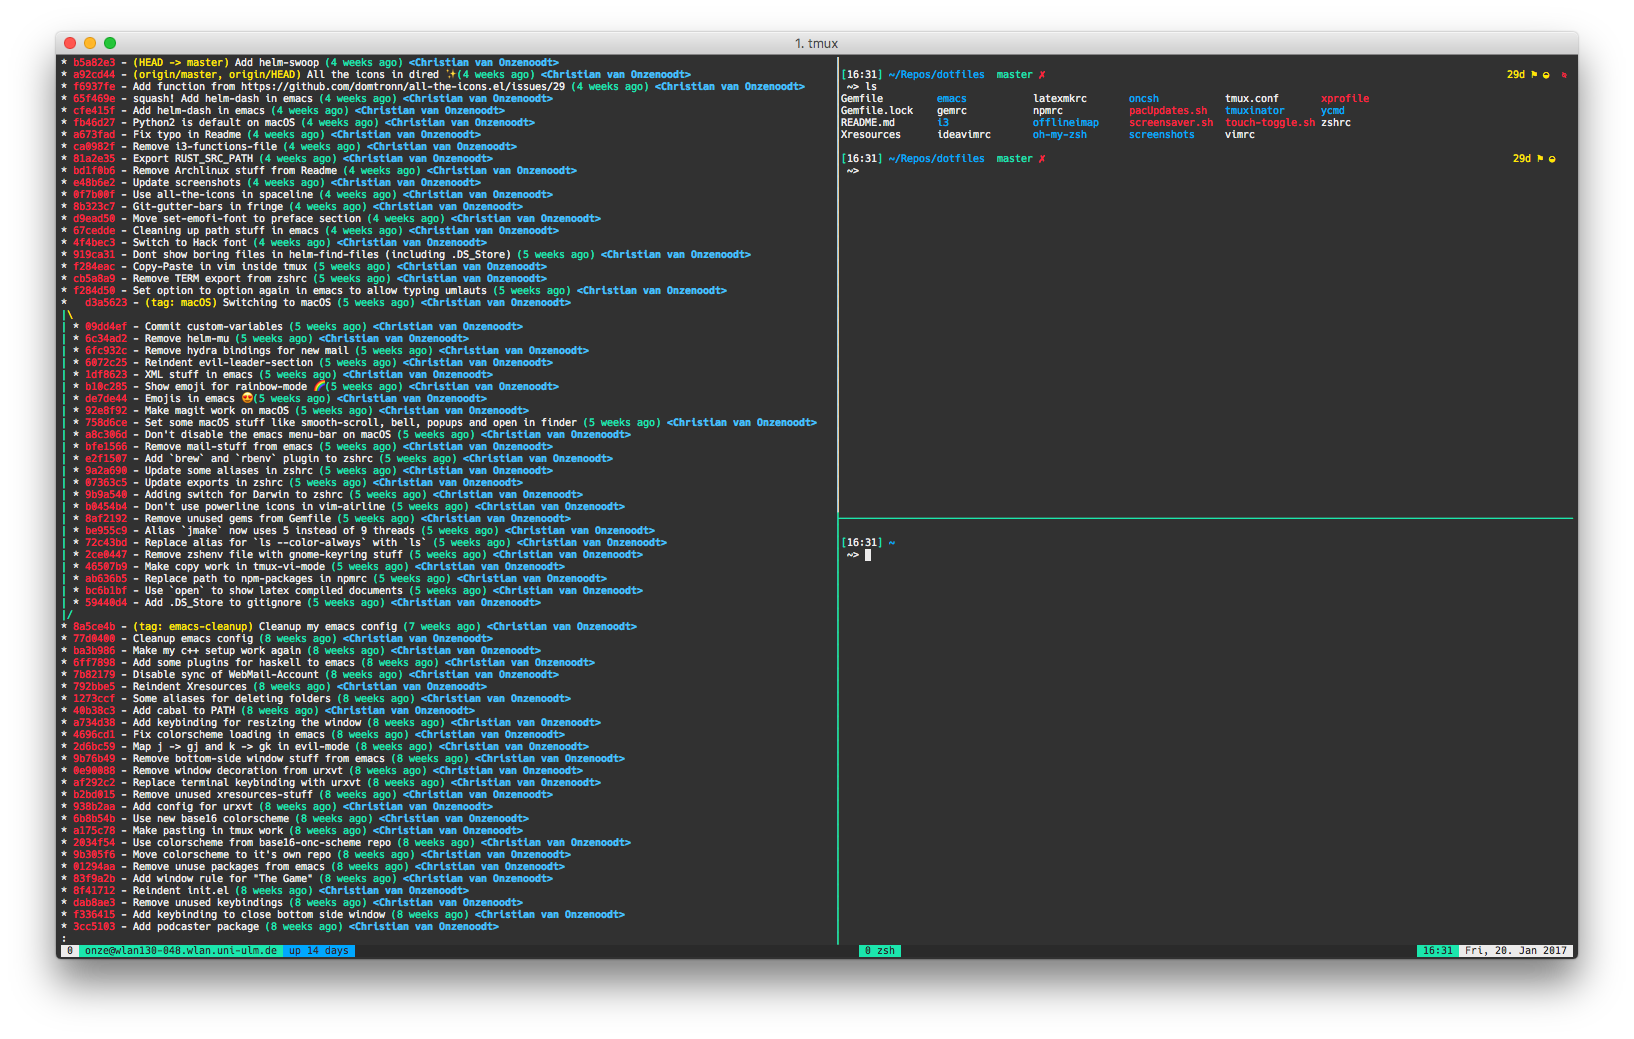 1. tmux
* b5a82e3 - (HEAD -> master) Add helm-swoop (4 weeks ago) <Christian van Onzenoodt>
* a92cd44 - (origin/master, origin/HEAD) All the icons in dired ✨(4 weeks ago) <Christian van Onzenoodt>
* f6937fe - Add function from https://github.com/domtronn/all-the-icons.el/issues/29 (4 weeks ago) <Christian van Onzenoodt>
* 65f469e - squash! Add helm-dash in emacs (4 weeks ago) <Christian van Onzenoodt>
* cfe415f - Add helm-dash in emacs (4 weeks ago) <Christian van Onzenoodt>
* fb46d27 - Python2 is default on macOS (4 weeks ago) <Christian van Onzenoodt>
* a673fad - Fix typo in Readme (4 weeks ago) <Christian van Onzenoodt>
* ca0982f - Remove i3-functions-file (4 weeks ago) <Christian van Onzenoodt>
* 81a2e35 - Export RUST_SRC_PATH (4 weeks ago) <Christian van Onzenoodt>
* bd1f0b6 - Remove Archlinux stuff from Readme (4 weeks ago) <Christian van Onzenoodt>
* e48b6e2 - Update screenshots (4 weeks ago) <Christian van Onzenoodt>
* 0f7b00f - Use all-the-icons in spaceline (4 weeks ago) <Christian van Onzenoodt>
* 8b323c7 - Git-gutter-bars in fringe (4 weeks ago) <Christian van Onzenoodt>
* d9ead50 - Move set-emofi-font to preface section (4 weeks ago) <Christian van Onzenoodt>
* 67cedde - Cleaning up path stuff in emacs (4 weeks ago) <Christian van Onzenoodt>
* 4f4bec3 - Switch to Hack font (4 weeks ago) <Christian van Onzenoodt>
* 919ca31 - Dont show boring files in helm-find-files (including .DS_Store) (5 weeks ago) <Christian van Onzenoodt>
* f284eac - Copy-Paste in vim inside tmux (5 weeks ago) <Christian van Onzenoodt>
* cb5a8a9 - Remove TERM export from zshrc (5 weeks ago) <Christian van Onzenoodt>
* f284d50 - Set option to option again in emacs to allow typing umlauts (5 weeks ago) <Christian van Onzenoodt>
*   d3a5623 - (tag: macOS) Switching to macOS (5 weeks ago) <Christian van Onzenoodt>
|\
| * 09dd4ef - Commit custom-variables (5 weeks ago) <Christian van Onzenoodt>
| * 6c34ad2 - Remove helm-mu (5 weeks ago) <Christian van Onzenoodt>
| * 6fc932c - Remove hydra bindings for new mail (5 weeks ago) <Christian van Onzenoodt>
| * 6072c25 - Reindent evil-leader-section (5 weeks ago) <Christian van Onzenoodt>
| * 1df8623 - XML stuff in emacs (5 weeks ago) <Christian van Onzenoodt>
| * b10c285 - Show emoji for rainbow-mode 🌈(5 weeks ago) <Christian van Onzenoodt>
| * de7de44 - Emojis in emacs 😍(5 weeks ago) <Christian van Onzenoodt>
| * 92e8f92 - Make magit work on macOS (5 weeks ago) <Christian van Onzenoodt>
| * 758d6ce - Set some macOS stuff like smooth-scroll, bell, popups and open in finder (5 weeks ago) <Christian van Onzenoodt>
| * a8c306d - Don't disable the emacs menu-bar on macOS (5 weeks ago) <Christian van Onzenoodt>
| * bfe1566 - Remove mail-stuff from emacs (5 weeks ago) <Christian van Onzenoodt>
| * e2f1507 - Add `brew` and `rbenv` plugin to zshrc (5 weeks ago) <Christian van Onzenoodt>
| * 9a2a690 - Update some aliases in zshrc (5 weeks ago) <Christian van Onzenoodt>
| * 07363c5 - Update exports in zshrc (5 weeks ago) <Christian van Onzenoodt>
| * 9b9a540 - Adding switch for Darwin to zshrc (5 weeks ago) <Christian van Onzenoodt>
| * b0454b4 - Don't use powerline icons in vim-airline (5 weeks ago) <Christian van Onzenoodt>
| * 8af2192 - Remove unused gems from Gemfile (5 weeks ago) <Christian van Onzenoodt>
| * be955c9 - Alias `jmake` now uses 5 instead of 9 threads (5 weeks ago) <Christian van Onzenoodt>
| * 72c43bd - Replace alias for `ls --color-always` with `ls` (5 weeks ago) <Christian van Onzenoodt>
| * 2ce0447 - Remove zshenv file with gnome-keyring stuff (5 weeks ago) <Christian van Onzenoodt>
| * 46507b9 - Make copy work in tmux-vi-mode (5 weeks ago) <Christian van Onzenoodt>
| * ab636b5 - Replace path to npm-packages in npmrc (5 weeks ago) <Christian van Onzenoodt>
| * bc6b1bf - Use `open` to show latex compiled documents (5 weeks ago) <Christian van Onzenoodt>
| * 59440d4 - Add .DS_Store to gitignore (5 weeks ago) <Christian van Onzenoodt>
|/
* 8a5ce4b - (tag: emacs-cleanup) Cleanup my emacs config (7 weeks ago) <Christian van Onzenoodt>
* 77d0400 - Cleanup emacs config (8 weeks ago) <Christian van Onzenoodt>
* ba3b986 - Make my c++ setup work again (8 weeks ago) <Christian van Onzenoodt>
* 6ff7898 - Add some plugins for haskell to emacs (8 weeks ago) <Christian van Onzenoodt>
* 7b82179 - Disable sync of WebMail-Account (8 weeks ago) <Christian van Onzenoodt>
* 792bbe5 - Reindent Xresources (8 weeks ago) <Christian van Onzenoodt>
* 1273ccf - Some aliases for deleting folders (8 weeks ago) <Christian van Onzenoodt>
* 40b38c3 - Add cabal to PATH (8 weeks ago) <Christian van Onzenoodt>
* a734d38 - Add keybinding for resizing the window (8 weeks ago) <Christian van Onzenoodt>
* 4696cd1 - Fix colorscheme loading in emacs (8 weeks ago) <Christian van Onzenoodt>
* 2d6bc59 - Map j -> gj and k -> gk in evil-mode (8 weeks ago) <Christian van Onzenoodt>
* 9b76b49 - Remove bottom-side window stuff from emacs (8 weeks ago) <Christian van Onzenoodt>
* 0e90088 - Remove window decoration from urxvt (8 weeks ago) <Christian van Onzenoodt>
* af292c2 - Replace terminal keybinding with urxvt (8 weeks ago) <Christian van Onzenoodt>
* b2bd015 - Remove unused xresources-stuff (8 weeks ago) <Christian van Onzenoodt>
* 938b2aa - Add config for urxvt (8 weeks ago) <Christian van Onzenoodt>
* 6b8b54b - Use new base16 colorscheme (8 weeks ago) <Christian van Onzenoodt>
* a175c78 - Make pasting in tmux work (8 weeks ago) <Christian van Onzenoodt>
* 2034f54 - Use colorscheme from base16-onc-scheme repo (8 weeks ago) <Christian van Onzenoodt>
* 9b305f6 - Move colorscheme to it's own repo (8 weeks ago) <Christian van Onzenoodt>
* 01294aa - Remove unuse packages from emacs (8 weeks ago) <Christian van Onzenoodt>
* 83f9a2b - Add window rule for "The Game" (8 weeks ago) <Christian van Onzenoodt>
* 8f41712 - Reindent init.el (8 weeks ago) <Christian van Onzenoodt>
* dab8ae3 - Remove unused keybindings (8 weeks ago) <Christian van Onzenoodt>
* f336415 - Add keybinding to close bottom side window (8 weeks ago) <Christian van Onzenoodt>
* 3cc5103 - Add podcaster package (8 weeks ago) <Christian van Onzenoodt>
:
[16:31] ~/Repos/dotfiles  master ✗ 29d ⚑ ◒
~> ls
Gemfile emacs latexmkrc oncsh tmux.conf xprofile
Gemfile.lock gemrc npmrc pacUpdates.sh tmuxinator ycmd
README.md i3 offlineimap screensaver.sh touch-toggle.sh zshrc
Xresources ideavimrc oh-my-zsh screenshots vimrc
[16:31] ~/Repos/dotfiles  master ✗ 29d ⚑ ◒
~>
[16:31] ~
~>
0 onze@wlan130-048.wlan.uni-ulm.de up 14 days 0 zsh 16:31 Fri, 20. Jan 2017